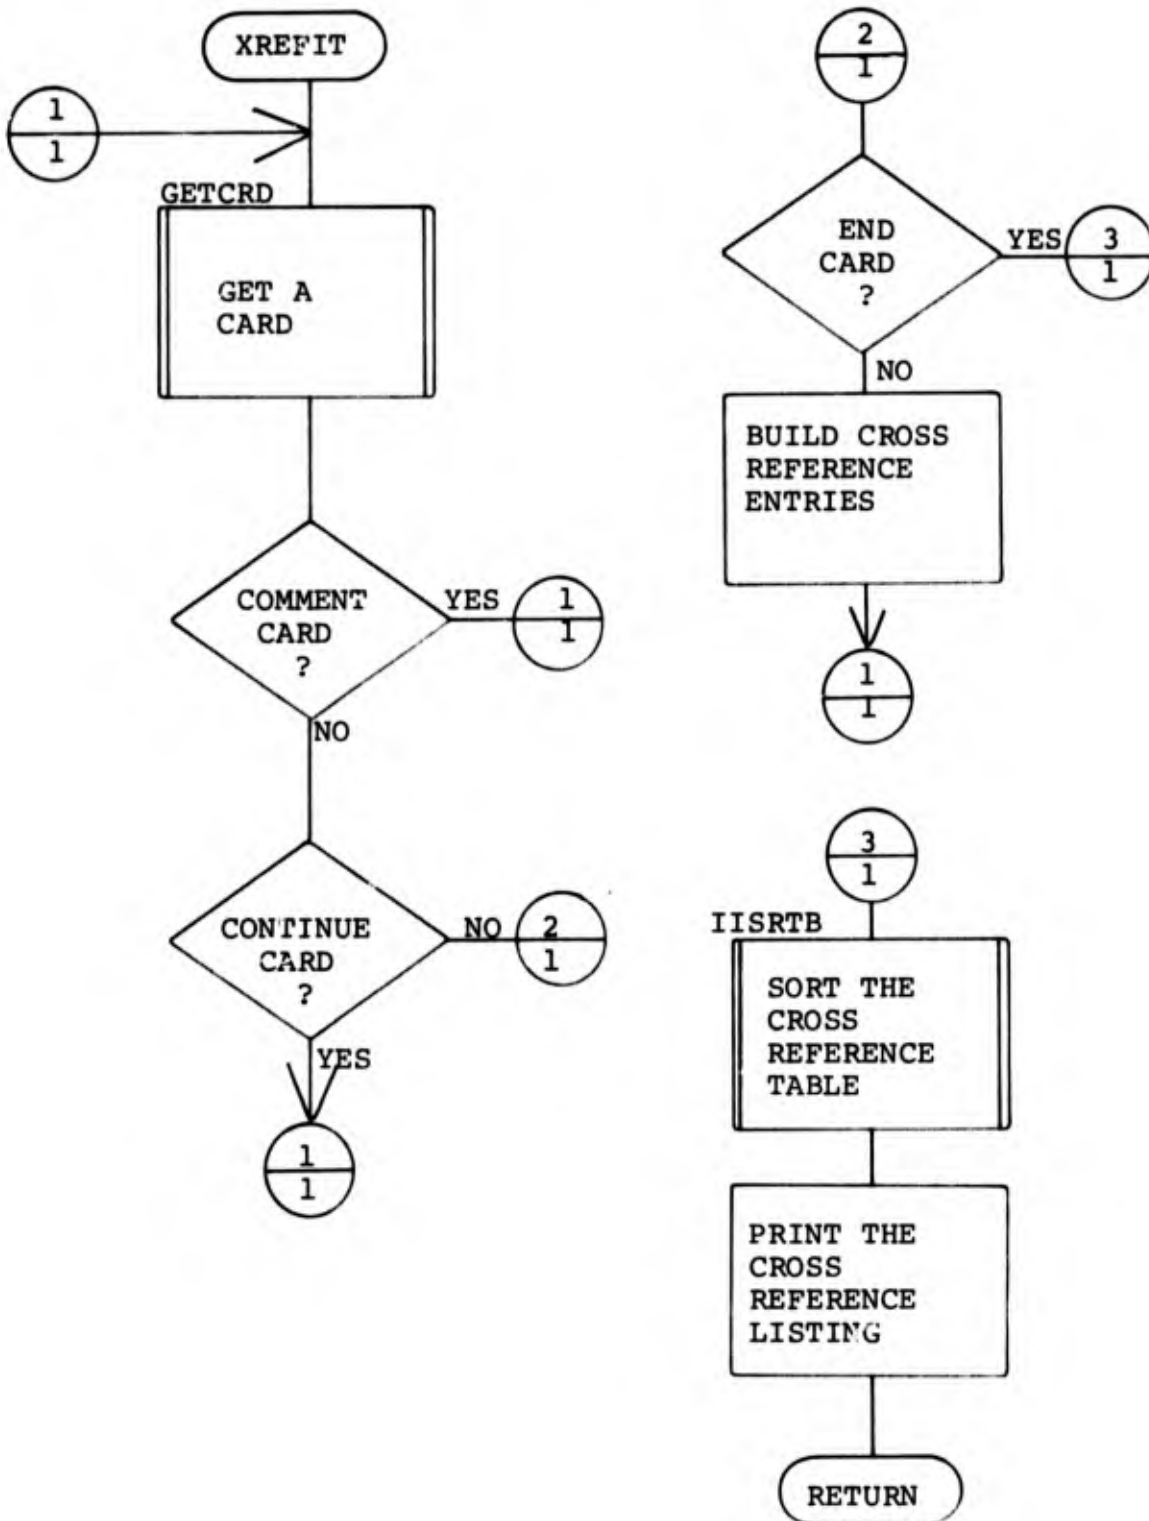 XREFIT
1
1
GETCRD
GET A
CARD
COMMENT
CARD
?
YES
1
1
NO
CONTINUE
CARD
?
NO
2
1
YES
1
1
2
1
END
CARD
?
YES
3
1
NO
BUILD CROSS
REFERENCE
ENTRIES
1
1
3
1
IISRTB
SORT THE
CROSS
REFERENCE
TABLE
PRINT THE
CROSS
REFERENCE
LISTING
RETURN